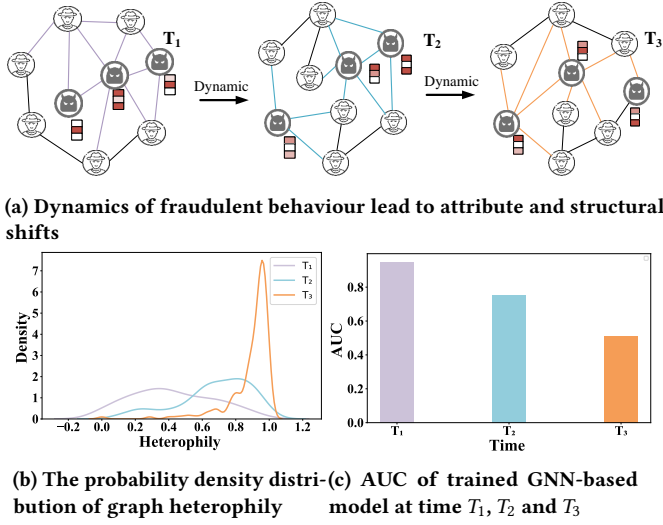 T₁
T₂
T₃
Dynamic
Dynamic
(a) Dynamics of fraudulent behaviour lead to attribute and structural
shifts
Density
7
6
5
4
3
2
1
0
−0.2 0.0 0.2 0.4 0.6 0.8 1.0 1.2
Heterophily
T₁
T₂
T₃
AUC
0.8
0.6
0.4
0.2
0.0
T₁ T₂ T₃
Time
(b) The probability density distri-
bution of graph heterophily
(c) AUC of trained GNN-based
model at time T₁, T₂ and T₃